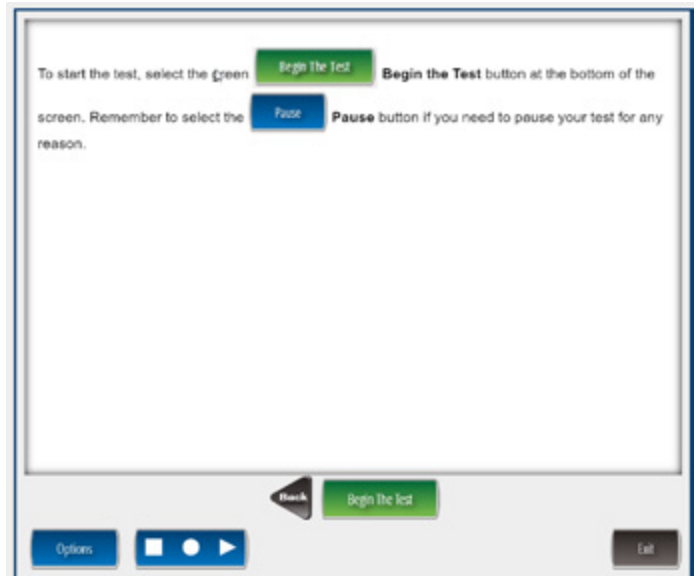 To start the test, select the green Begin The Test Begin the Test button at the bottom of the
screen. Remember to select the Pause Pause button if you need to pause your test for any
reason.
Back Begin The Test
Options Exit